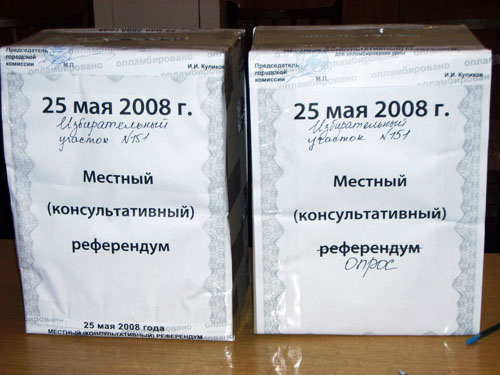 Председатель
городской
комиссии
опломбировано
М.П.
И.И. Куликов
25 мая 2008 г.
Избирательный
участок №151
Местный
(консультативный)
референдум
25 мая 2008 года
МЕСТНЫЙ (КОНСУЛЬТАТИВНЫЙ) РЕФЕРЕНДУМ
Председатель
городской
комиссии
опломбировано
М.П.
И.И. Куликов
25 мая 2008 г.
Избирательный
участок №151
Местный
(консультативный)
референдум
Опрос